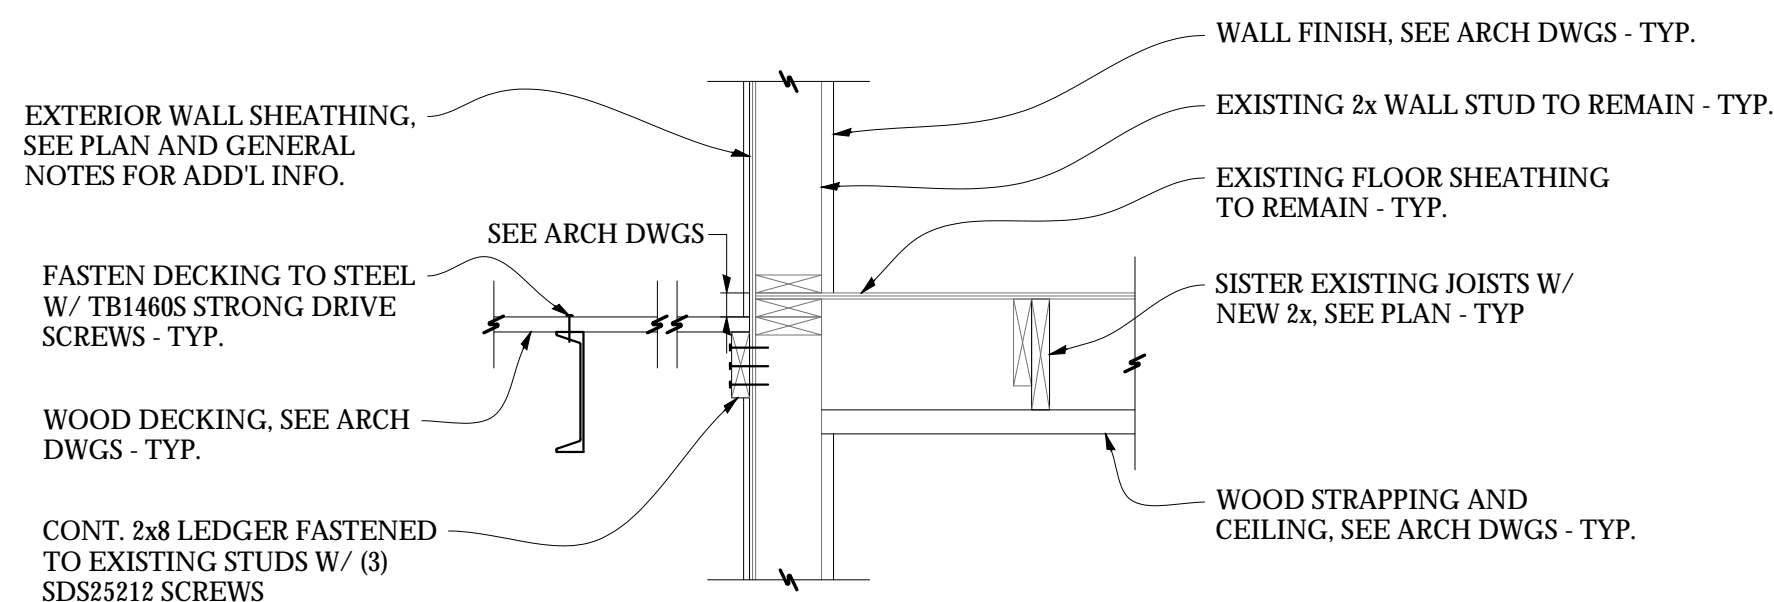 EXTERIOR WALL SHEATHING,
SEE PLAN AND GENERAL
NOTES FOR ADD'L INFO.
SEE ARCH DWGS
FASTEN DECKING TO STEEL
W/ TB1460S STRONG DRIVE
SCREWS - TYP.
WOOD DECKING, SEE ARCH
DWGS - TYP.
CONT. 2x8 LEDGER FASTENED
TO EXISTING STUDS W/ (3)
SDS25212 SCREWS
WALL FINISH, SEE ARCH DWGS - TYP.
EXISTING 2x WALL STUD TO REMAIN - TYP.
EXISTING FLOOR SHEATHING
TO REMAIN - TYP.
SISTER EXISTING JOISTS W/
NEW 2x, SEE PLAN - TYP
WOOD STRAPPING AND
CEILING, SEE ARCH DWGS - TYP.